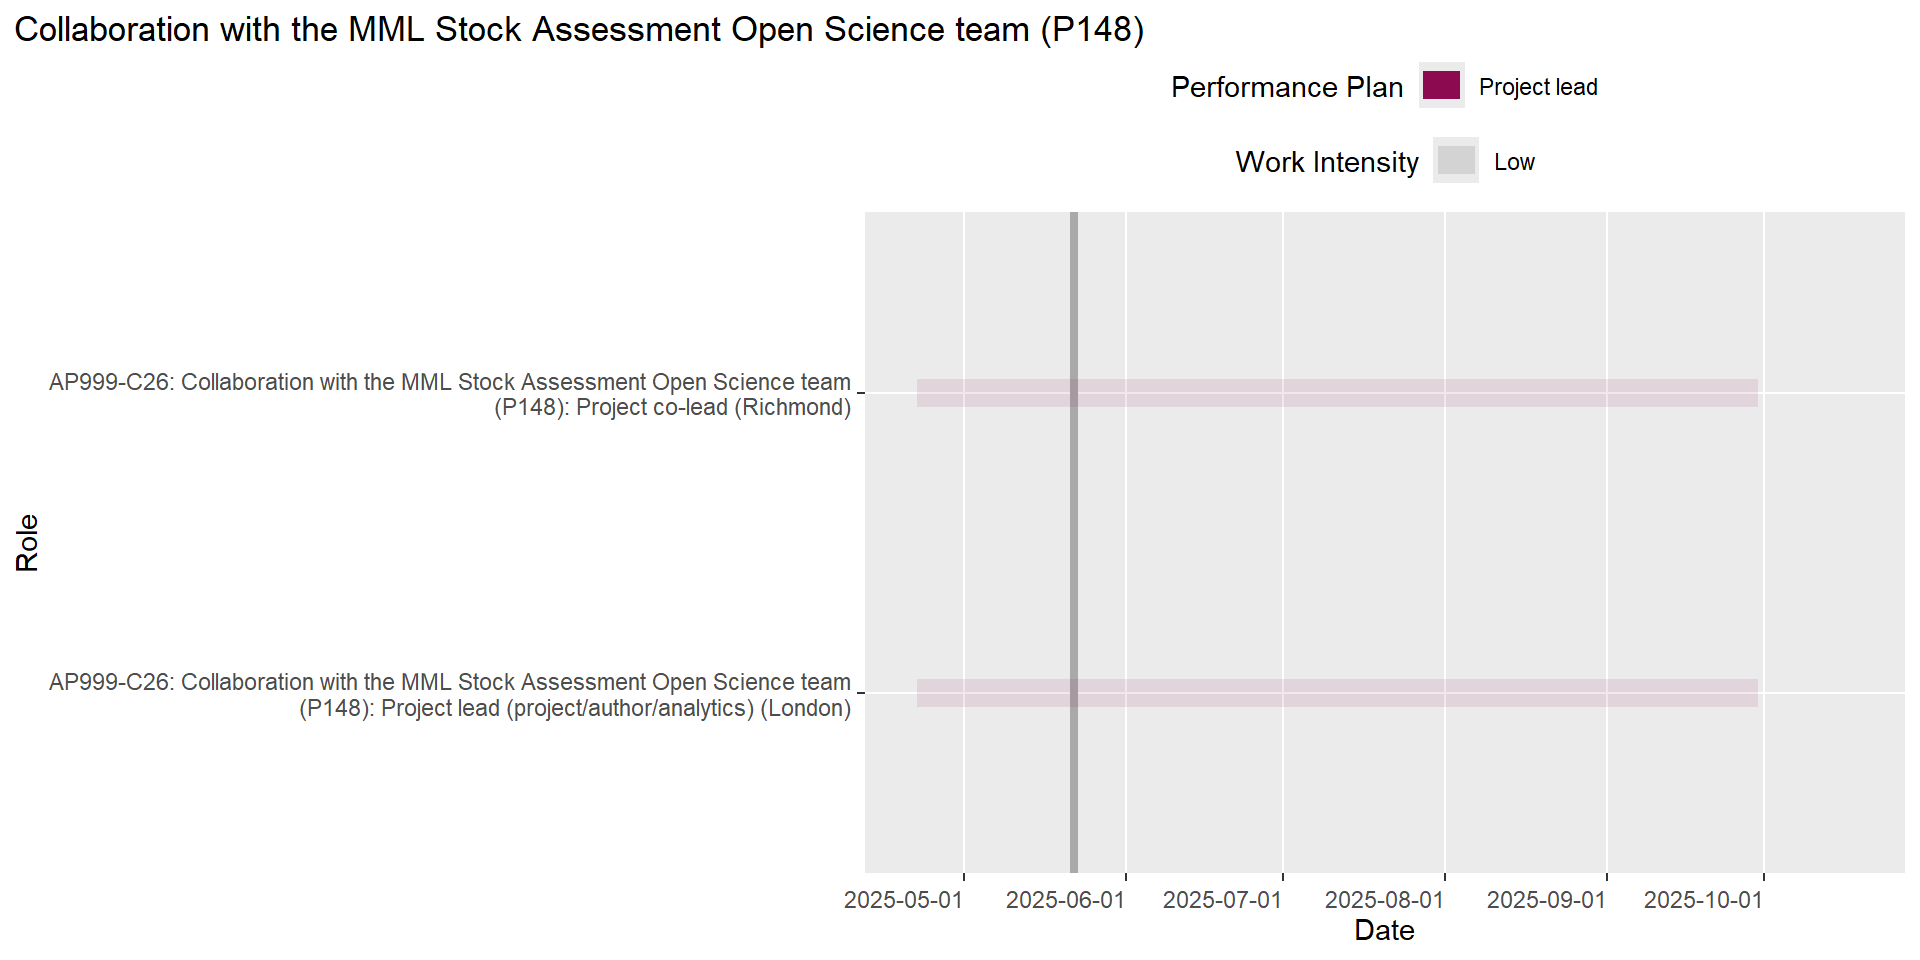 Collaboration with the MML Stock Assessment Open Science team (P148)
Performance Plan
Project lead
Work Intensity
Low
AP999-C26: Collaboration with the MML Stock Assessment Open Science team
(P148): Project co-lead (Richmond)
Role
AP999-C26: Collaboration with the MML Stock Assessment Open Science team
(P148): Project lead (project/author/analytics) (London)
2025-05-01
2025-06-01
2025-07-01
2025-08-01
2025-09-01
2025-10-01
Date